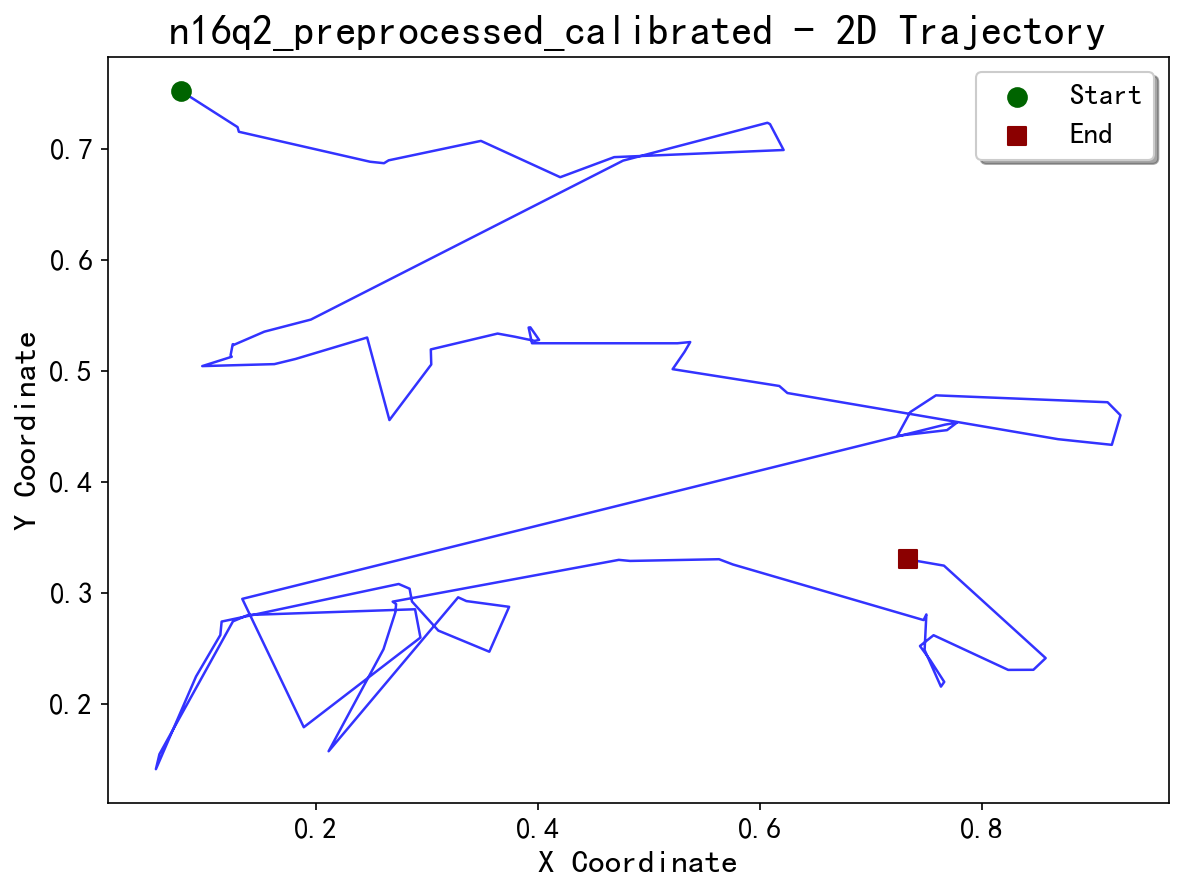 n16q2_preprocessed_calibrated - 2D Trajectory
Start
End
0.7
0.6
0.5
0.4
0.3
0.2
Y Coordinate
0.2 0.4 0.6 0.8
X Coordinate